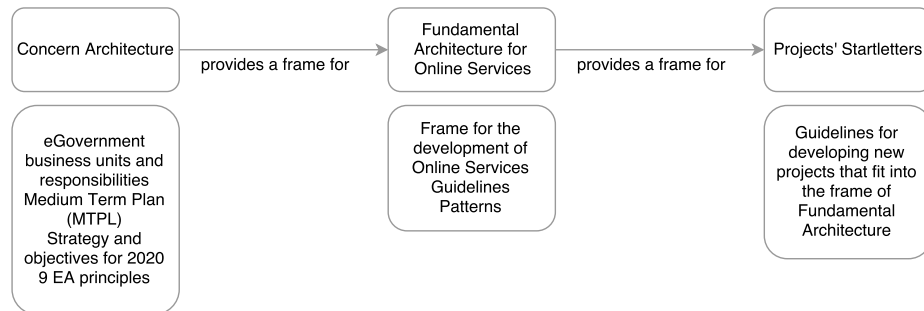 Concern Architecture
provides a frame for
Fundamental
Architecture for
Online Services
provides a frame for
Projects' Startletters
eGovernment
business units and
responsibilities
Medium Term Plan
(MTPL)
Strategy and
objectives for 2020
9 EA principles
Frame for the
development of
Online Services
Guidelines
Patterns
Guidelines for
developing new
projects that fit into
the frame of
Fundamental
Architecture